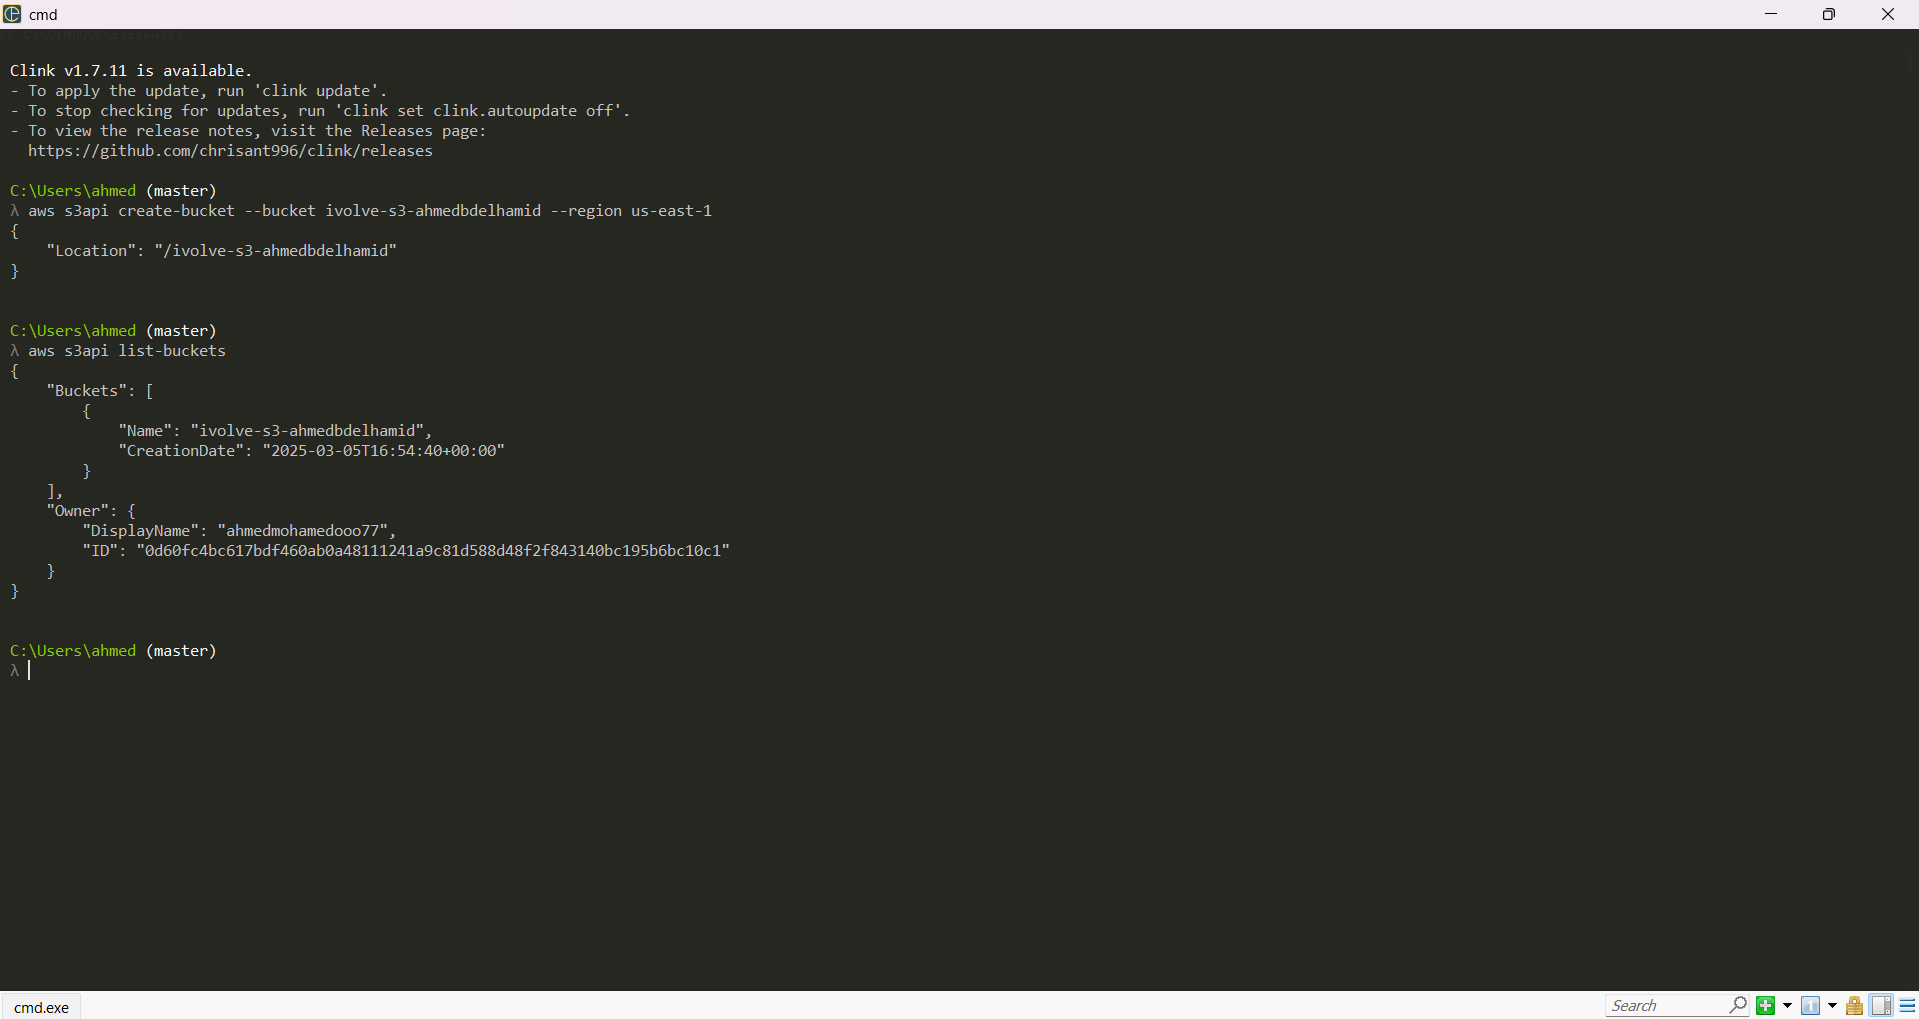 cmd
Clink v1.7.11 is available.
- To apply the update, run 'clink update'.
- To stop checking for updates, run 'clink set clink.autoupdate off'.
- To view the release notes, visit the Releases page:
  https://github.com/chrisant996/clink/releases
C:\Users\ahmed (master)
λ aws s3api create-bucket --bucket ivolve-s3-ahmedbdelhamid --region us-east-1
{
    "Location": "/ivolve-s3-ahmedbdelhamid"
}
C:\Users\ahmed (master)
λ aws s3api list-buckets
{
    "Buckets": [
        {
            "Name": "ivolve-s3-ahmedbdelhamid",
            "CreationDate": "2025-03-05T16:54:40+00:00"
        }
    ],
    "Owner": {
        "DisplayName": "ahmedmohamedooo77",
        "ID": "0d60fc4bc617bdf460ab0a48111241a9c81d588d48f2f843140bc195b6bc10c1"
    }
}
C:\Users\ahmed (master)
λ
cmd.exe
Search